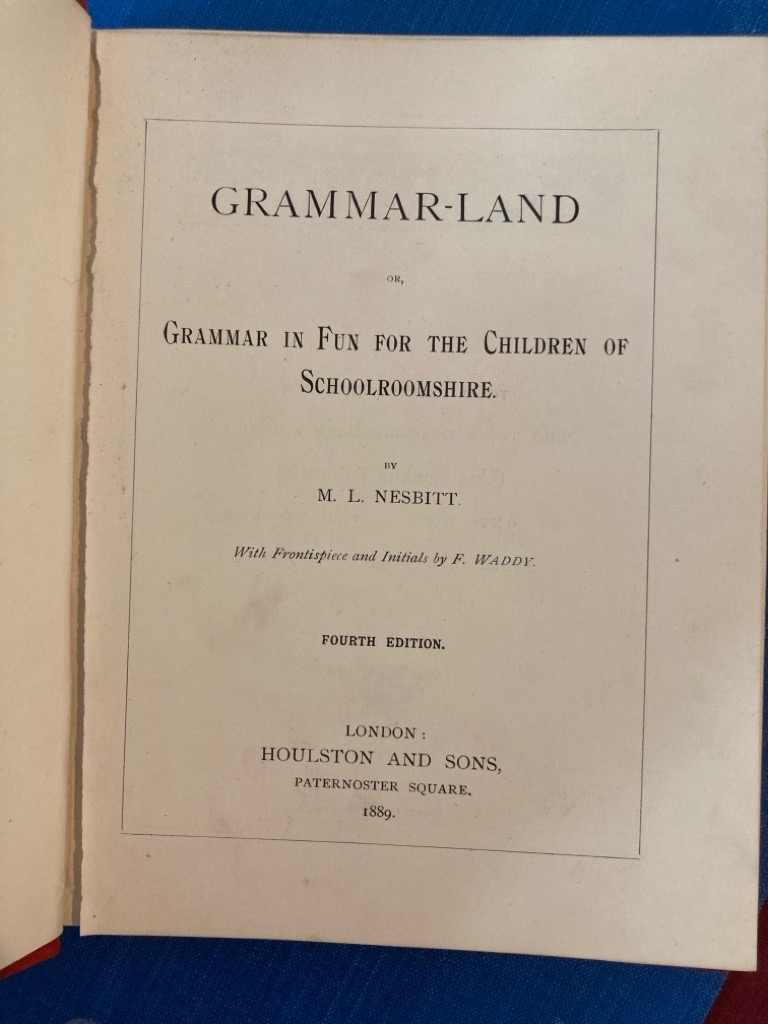 GRAMMAR-LAND
OR,
GRAMMAR IN FUN FOR THE CHILDREN OF
SCHOOLROOMSHIRE.
BY
M. L. NESBITT.
With Frontispiece and Initials by F. WADDY.
FOURTH EDITION.
LONDON:
HOULSTON AND SONS,
PATERNOSTER SQUARE.
1889.